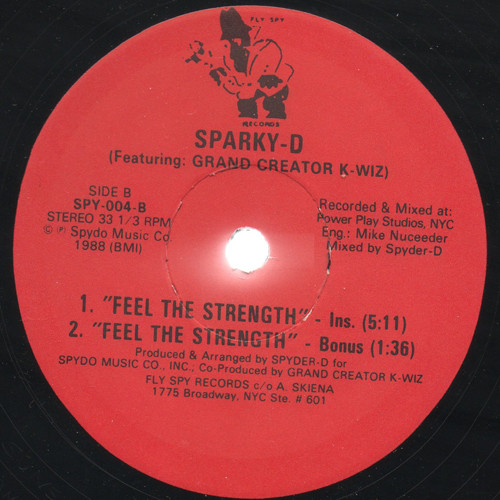 FLY SPY
RECORDS
SPARKY-D
(Featuring: GRAND CREATOR K-WIZ)
SIDE B
SPY-004-B
STEREO 33 1/3 RPM
© ℗ Spydo Music Co.
1988 (BMI)
Recorded & Mixed at:
Power Play Studios, NYC
Eng.: Mike Nuceeder
Mixed by Spyder-D
1. "FEEL THE STRENGTH" - Ins. (5:11)
2. "FEEL THE STRENGTH" - Bonus (1:36)
Produced & Arranged by SPYDER-D for
SPYDO MUSIC CO., INC., Co-Produced by GRAND CREATOR K-WIZ
FLY SPY RECORDS c/o A. SKIENA
1775 Broadway, NYC Ste. # 601